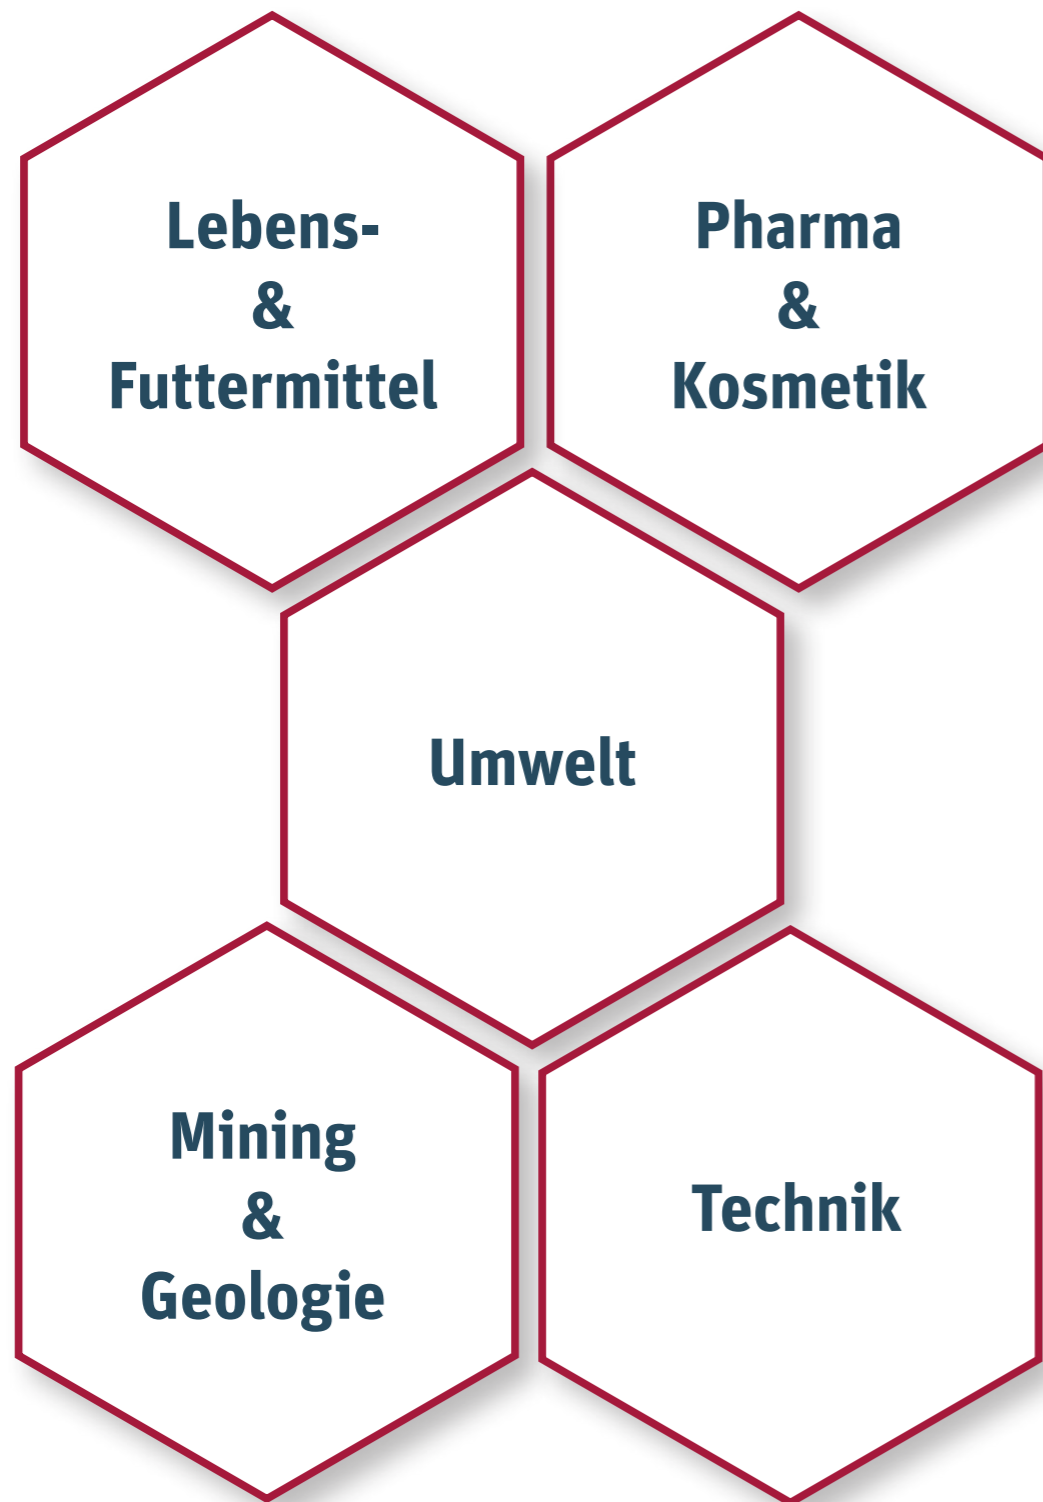 Lebens-
&
Futtermittel
Pharma
&
Kosmetik
Umwelt
Mining
&
Geologie
Technik